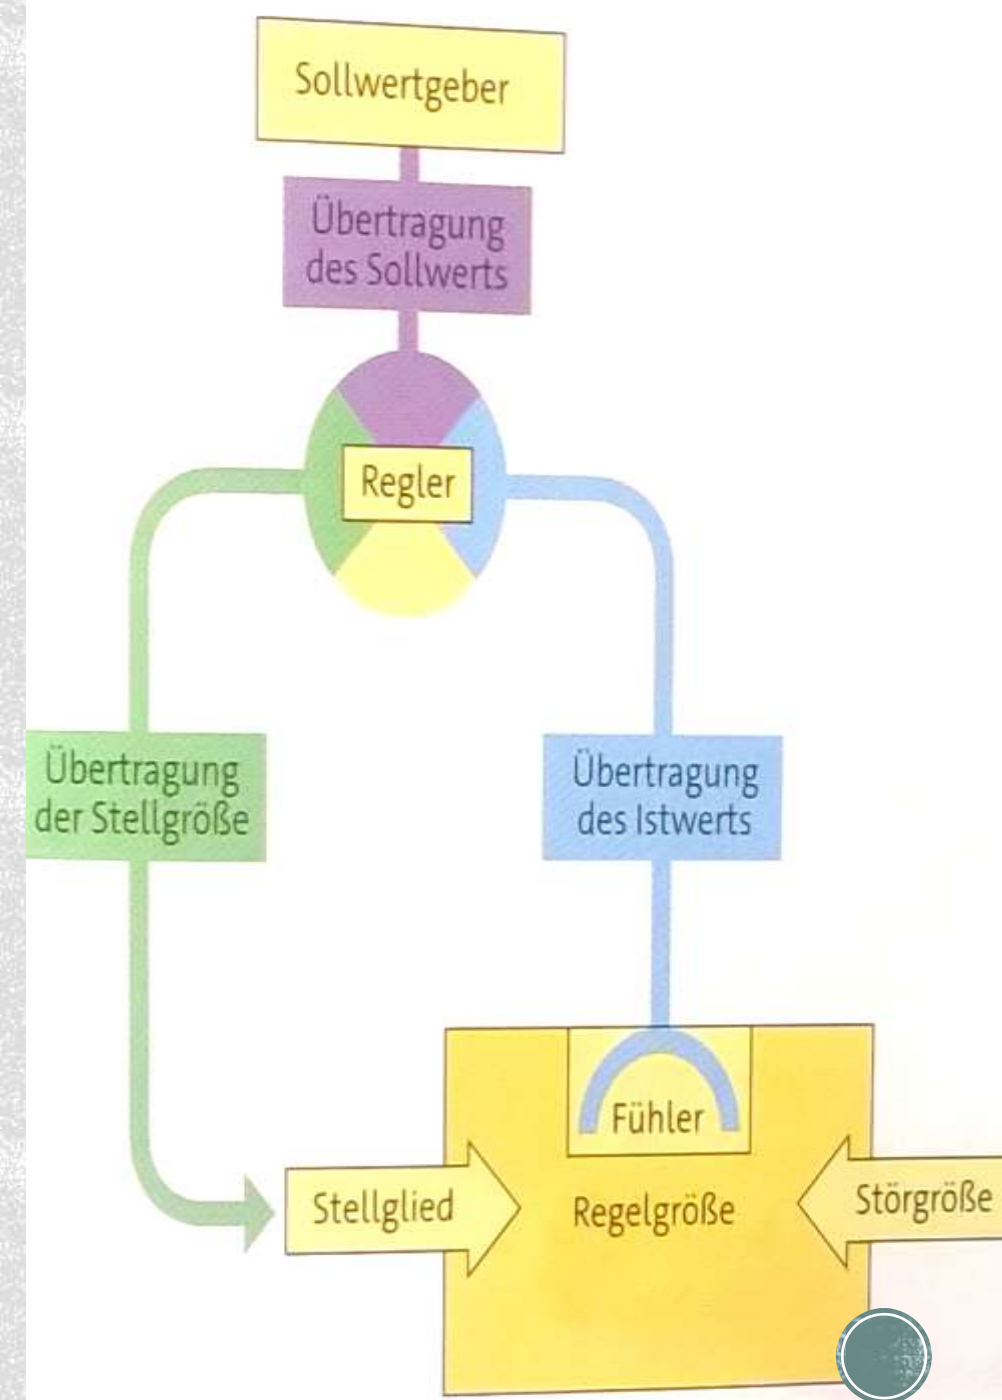 Sollwertgeber
Übertragung
des Sollwerts
Regler
Übertragung
der Stellgröße
Übertragung
des Istwerts
Fühler
Stellglied
Regelgröße
Störgröße